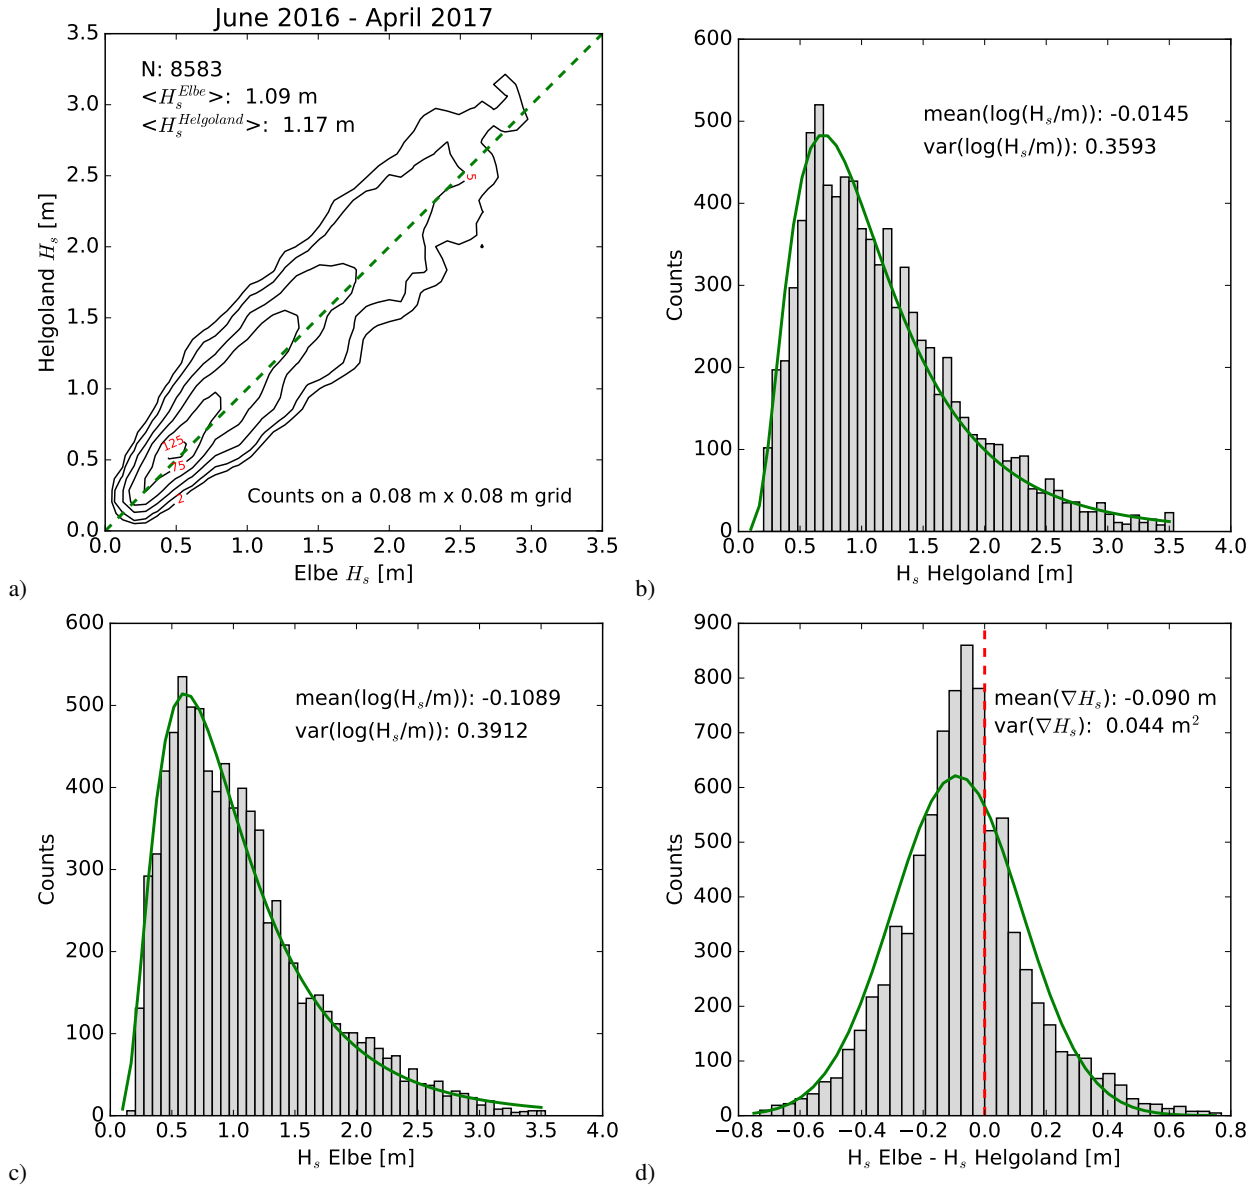 June 2016 - April 2017
3.5
3.0
2.5
2.0
1.5
1.0
0.5
0.0
Helgoland H_s [m]
N: 8583
<H_s^{Elbe}>: 1.09 m
<H_s^{Helgoland}>: 1.17 m
5
125
75
2
Counts on a 0.08 m x 0.08 m grid
0.0 0.5 1.0 1.5 2.0 2.5 3.0 3.5
Elbe H_s [m]
a)
600
500
400
300
200
100
0
Counts
mean(log(H_s/m)): -0.0145
var(log(H_s/m)): 0.3593
0.0 0.5 1.0 1.5 2.0 2.5 3.0 3.5 4.0
H_s Helgoland [m]
b)
600
500
400
300
200
100
0
Counts
mean(log(H_s/m)): -0.1089
var(log(H_s/m)): 0.3912
0.0 0.5 1.0 1.5 2.0 2.5 3.0 3.5 4.0
H_s Elbe [m]
c)
900
800
700
600
500
400
300
200
100
0
Counts
mean(∇H_s): -0.090 m
var(∇H_s): 0.044 m²
−0.8 −0.6 −0.4 −0.2 0.0 0.2 0.4 0.6 0.8
H_s Elbe - H_s Helgoland [m]
d)